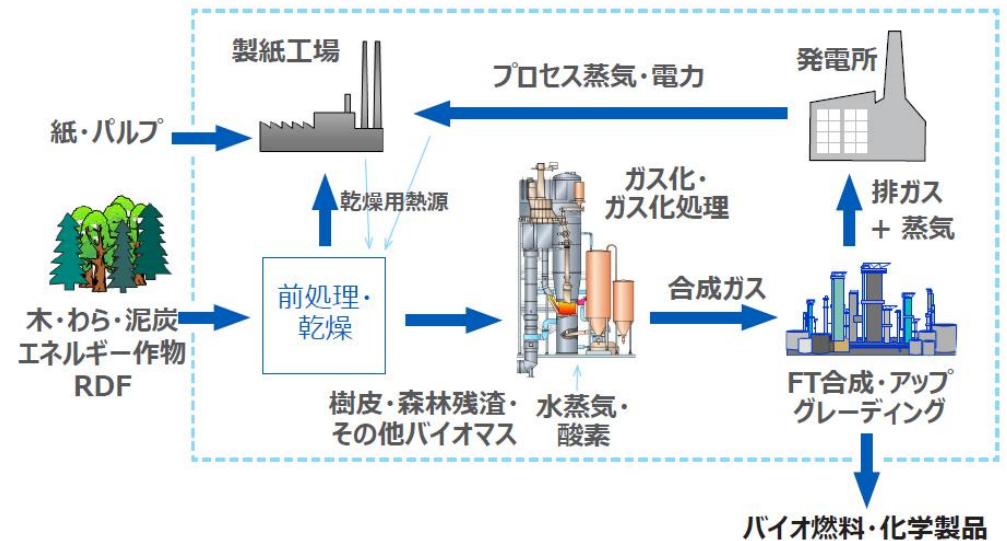 製紙工場
発電所
プロセス蒸気・電力
紙・パルプ
乾燥用熱源
ガス化・
ガス化処理
排ガス
+ 蒸気
前処理・
乾燥
合成ガス
木・わら・泥炭
エネルギー作物
RDF
樹皮・森林残渣・
その他バイオマス
水蒸気・
酸素
FT合成・アップ
グレーディング
バイオ燃料・化学製品